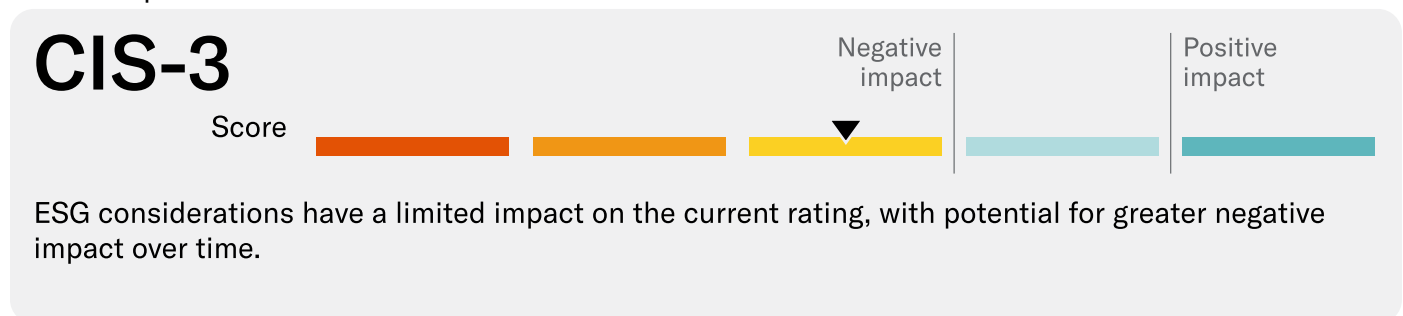 CIS-3
Negative
impact
Positive
impact
Score
ESG considerations have a limited impact on the current rating, with potential for greater negative
impact over time.